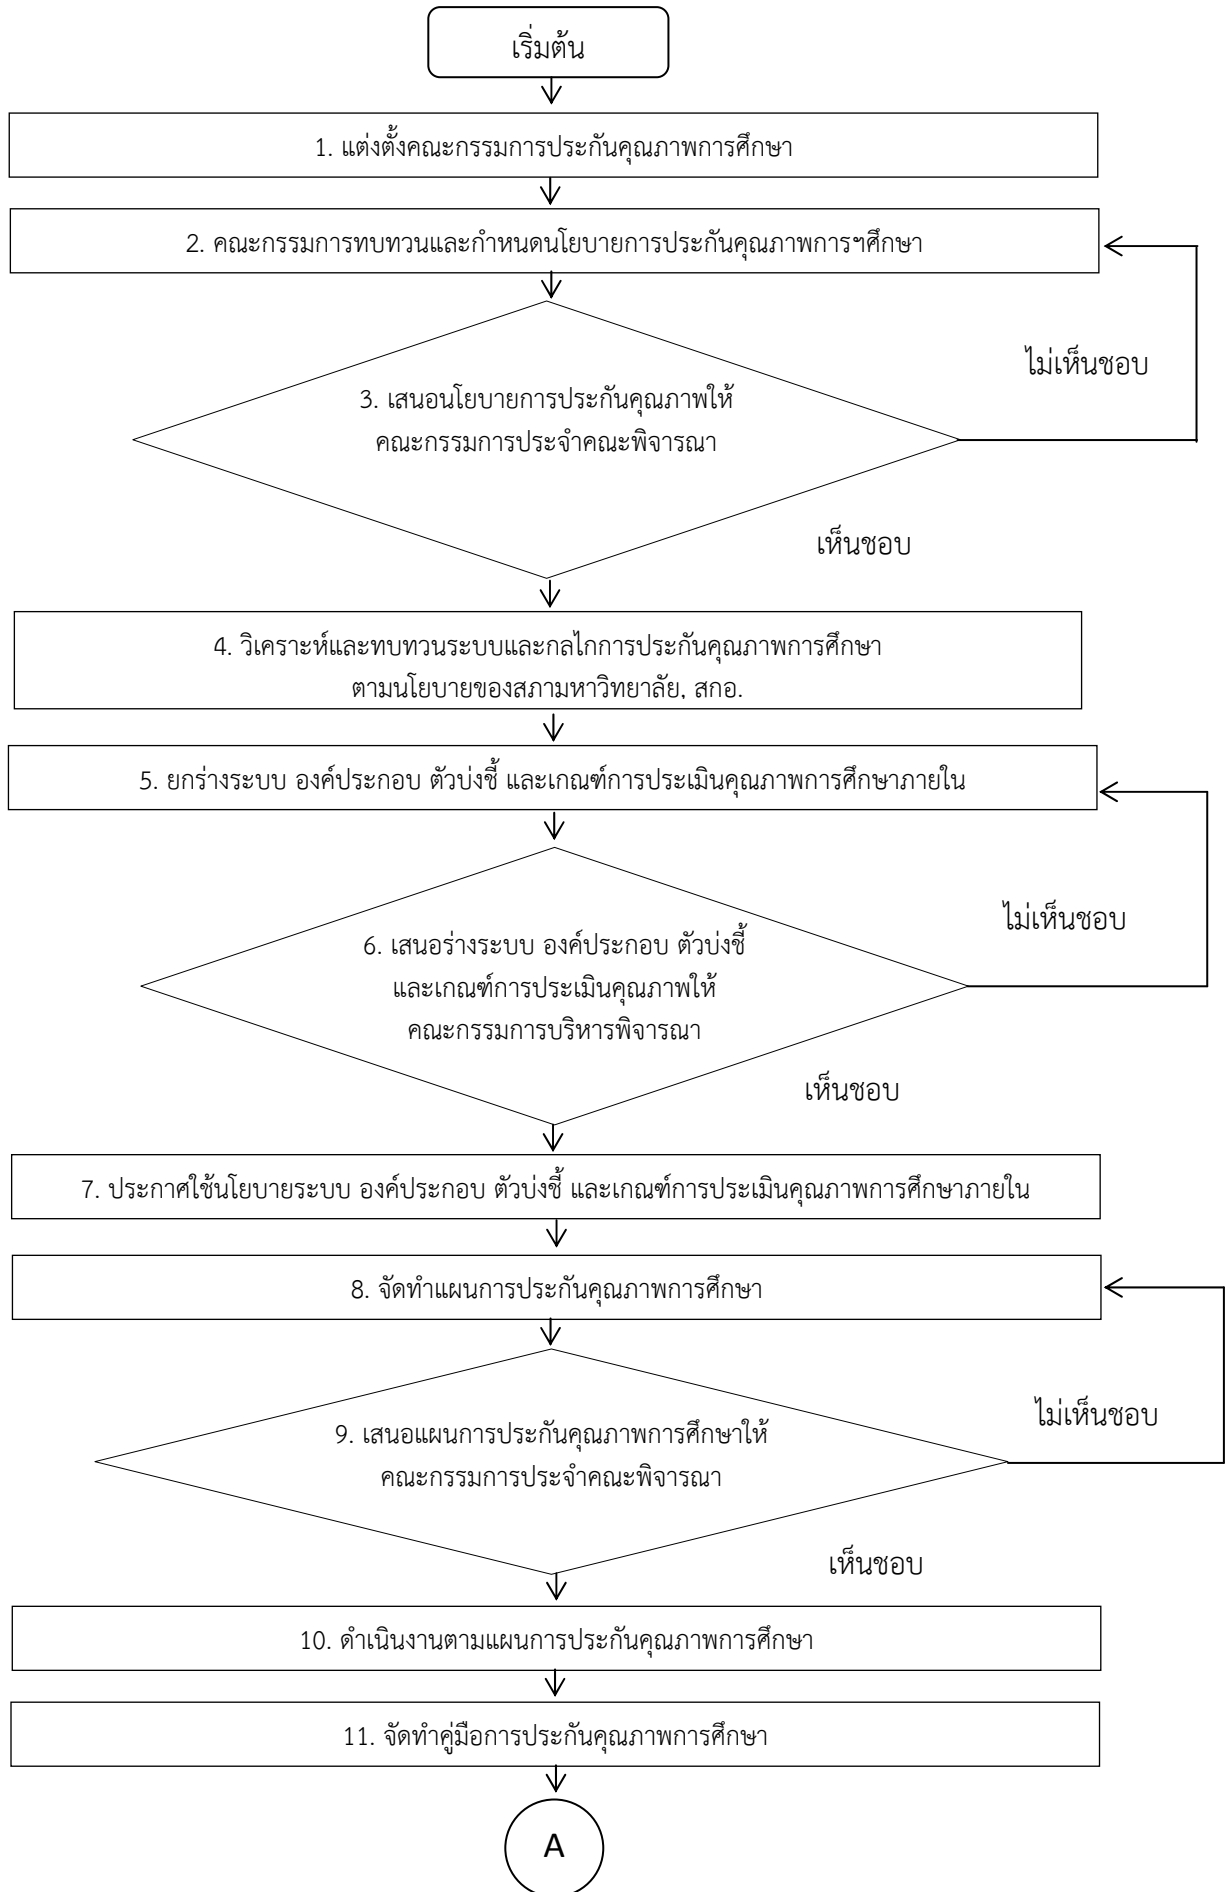 เริ่มต้น
1. แต่งตั้งคณะกรรมการประกันคุณภาพการศึกษา
2. คณะกรรมการทบทวนและกำหนดนโยบายการประกันคุณภาพการฯศึกษา
ไม่เห็นชอบ
3. เสนอนโยบายการประกันคุณภาพให้
คณะกรรมการประจำคณะพิจารณา
เห็นชอบ
4. วิเคราะห์และทบทวนระบบและกลไกการประกันคุณภาพการศึกษา
ตามนโยบายของสภามหาวิทยาลัย, สกอ.
5. ยกร่างระบบ องค์ประกอบ ตัวบ่งชี้ และเกณฑ์การประเมินคุณภาพการศึกษาภายใน
ไม่เห็นชอบ
6. เสนอร่างระบบ องค์ประกอบ ตัวบ่งชี้
และเกณฑ์การประเมินคุณภาพให้
คณะกรรมการบริหารพิจารณา
เห็นชอบ
7. ประกาศใช้นโยบายระบบ องค์ประกอบ ตัวบ่งชี้ และเกณฑ์การประเมินคุณภาพการศึกษาภายใน
8. จัดทำแผนการประกันคุณภาพการศึกษา
ไม่เห็นชอบ
9. เสนอแผนการประกันคุณภาพการศึกษาให้
คณะกรรมการประจำคณะพิจารณา
เห็นชอบ
10. ดำเนินงานตามแผนการประกันคุณภาพการศึกษา
11. จัดทำคู่มือการประกันคุณภาพการศึกษา
A